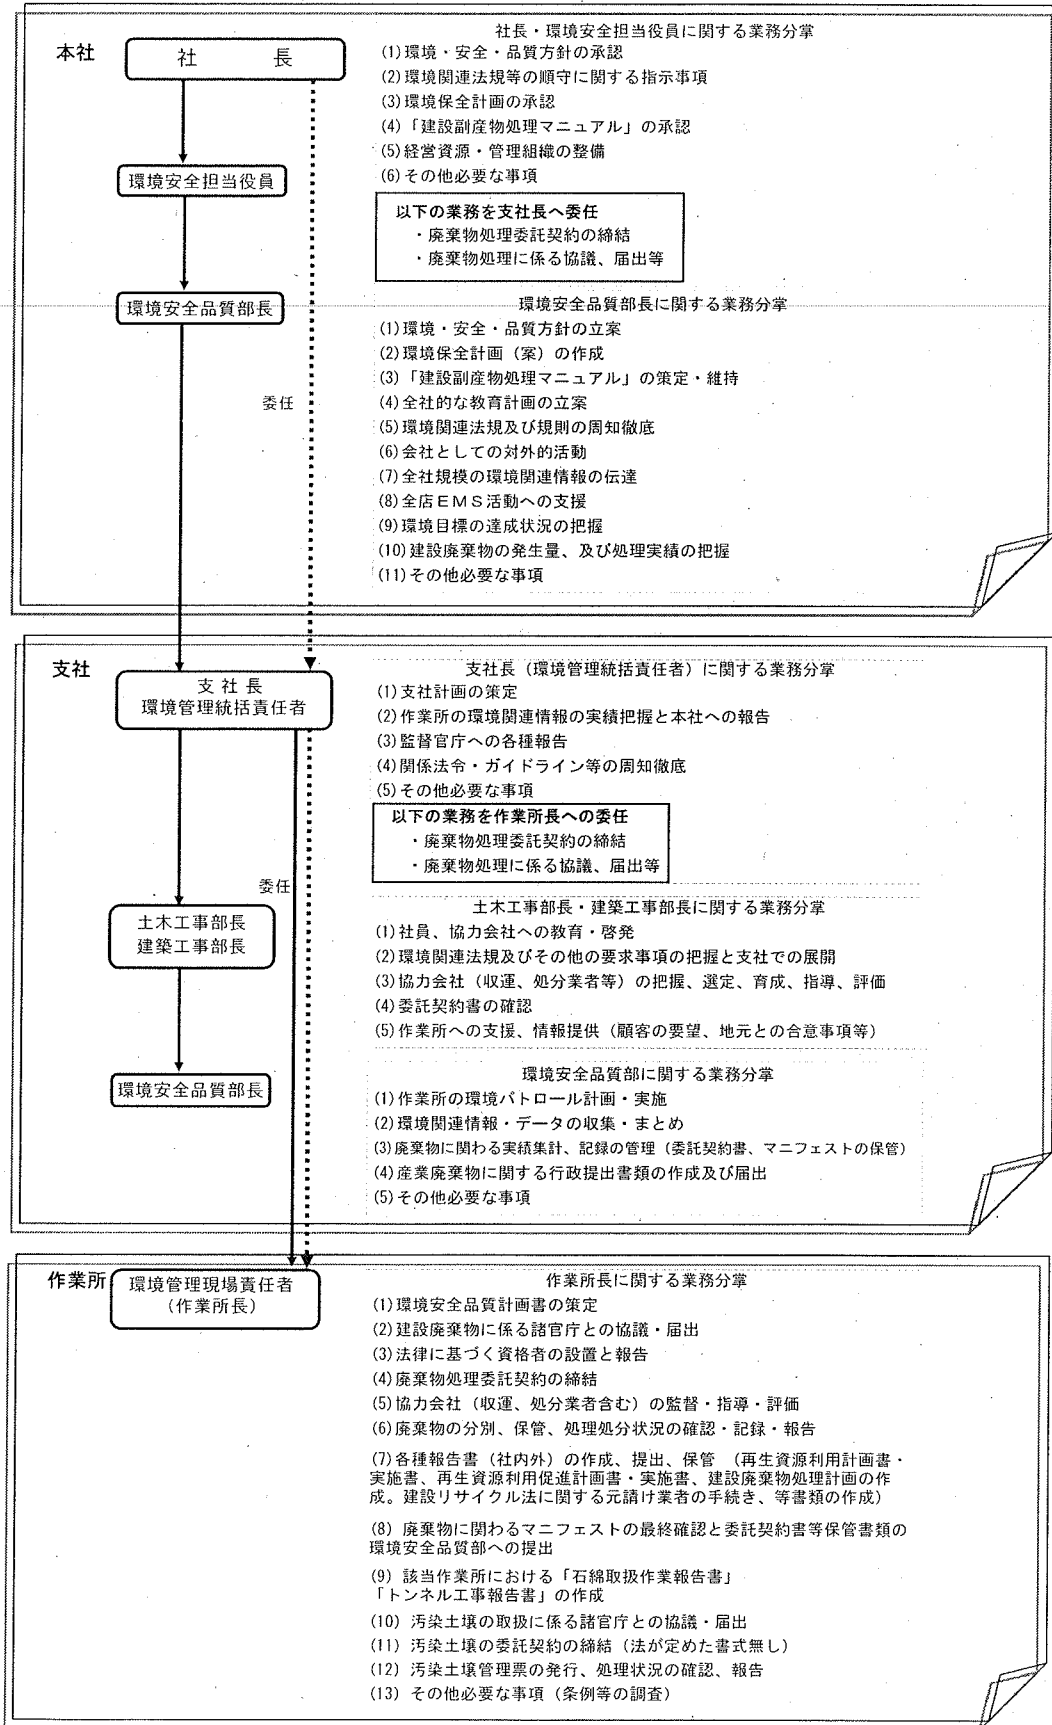 本社
社　　長
環境安全担当役員
環境安全品質部長
委任
社長・環境安全担当役員に関する業務分掌
(1)環境・安全・品質方針の承認
(2)環境関連法規等の順守に関する指示事項
(3)環境保全計画の承認
(4)「建設副産物処理マニュアル」の承認
(5)経営資源・管理組織の整備
(6)その他必要な事項
以下の業務を支社長へ委任
・廃棄物処理委託契約の締結
・廃棄物処理に係る協議、届出等
環境安全品質部長に関する業務分掌
(1)環境・安全・品質方針の立案
(2)環境保全計画（案）の作成
(3)「建設副産物処理マニュアル」の策定・維持
(4)全社的な教育計画の立案
(5)環境関連法規及び規則の周知徹底
(6)会社としての対外的活動
(7)全社規模の環境関連情報の伝達
(8)全店ＥＭＳ活動への支援
(9)環境目標の達成状況の把握
(10)建設廃棄物の発生量、及び処理実績の把握
(11)その他必要な事項
支社
支 社 長
環境管理統括責任者
委任
土木工事部長
建築工事部長
環境安全品質部長
支社長（環境管理統括責任者）に関する業務分掌
(1)支社計画の策定
(2)作業所の環境関連情報の実績把握と本社への報告
(3)監督官庁への各種報告
(4)関係法令・ガイドライン等の周知徹底
(5)その他必要な事項
以下の業務を作業所長への委任
・廃棄物処理委託契約の締結
・廃棄物処理に係る協議、届出等
土木工事部長・建築工事部長に関する業務分掌
(1)社員、協力会社への教育・啓発
(2)環境関連法規及びその他の要求事項の把握と支社での展開
(3)協力会社（収運、処分業者等）の把握、選定、育成、指導、評価
(4)委託契約書の確認
(5)作業所への支援、情報提供（顧客の要望、地元との合意事項等）
環境安全品質部に関する業務分掌
(1)作業所の環境パトロール計画・実施
(2)環境関連情報・データの収集・まとめ
(3)廃棄物に関わる実績集計、記録の管理（委託契約書、マニフェストの保管）
(4)産業廃棄物に関する行政提出書類の作成及び届出
(5)その他必要な事項
作業所
環境管理現場責任者
（作業所長）
作業所長に関する業務分掌
(1)環境安全品質計画書の策定
(2)建設廃棄物に係る諸官庁との協議・届出
(3)法律に基づく資格者の設置と報告
(4)廃棄物処理委託契約の締結
(5)協力会社（収運、処分業者含む）の監督・指導・評価
(6)廃棄物の分別、保管、処理処分状況の確認・記録・報告
(7)各種報告書（社内外）の作成、提出、保管　（再生資源利用計画書・
実施書、再生資源利用促進計画書・実施書、建設廃棄物処理計画の作
成。建設リサイクル法に関する元請け業者の手続き、等書類の作成）
(8) 廃棄物に関わるマニフェストの最終確認と委託契約書等保管書類の
環境安全品質部への提出
(9) 該当作業所における「石綿取扱作業報告書」
「トンネル工事報告書」の作成
(10) 汚染土壌の取扱に係る諸官庁との協議・届出
(11) 汚染土壌の委託契約の締結（法が定めた書式無し）
(12) 汚染土壌管理票の発行、処理状況の確認、報告
(13) その他必要な事項（条例等の調査）